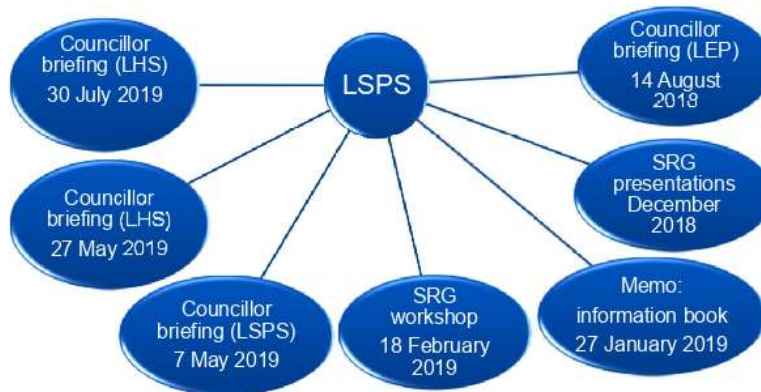 Councillor
briefing (LHS)
30 July 2019
LSPS
Councillor
briefing (LEP)
14 August
2018
Councillor
briefing (LHS)
27 May 2019
SRG
presentations
December
2018
Councillor
briefing (LSPS)
7 May 2019
SRG
workshop
18 February
2019
Memo:
information book
27 January 2019